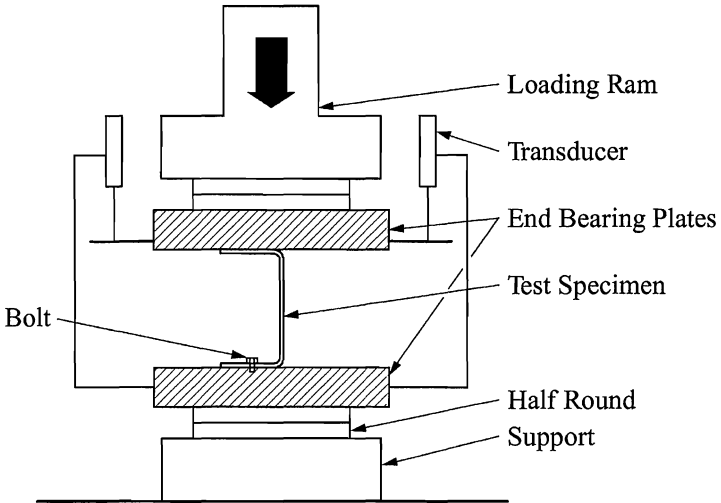 Loading Ram
Transducer
End Bearing Plates
Test Specimen
Bolt
Half Round
Support